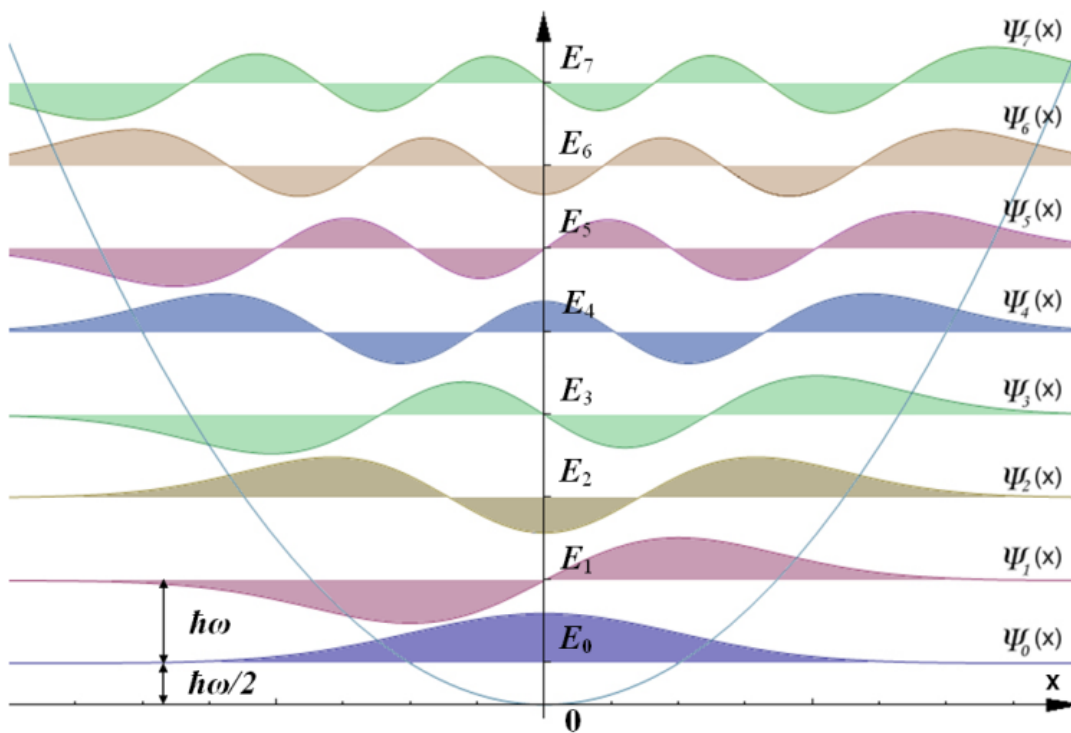 Ψ₇(x)
E₇
Ψ₆(x)
E₆
Ψ₅(x)
E₅
Ψ₄(x)
E₄
Ψ₃(x)
E₃
Ψ₂(x)
E₂
Ψ₁(x)
E₁
ħω
E₀
Ψ₀(x)
ħω/2
x
0